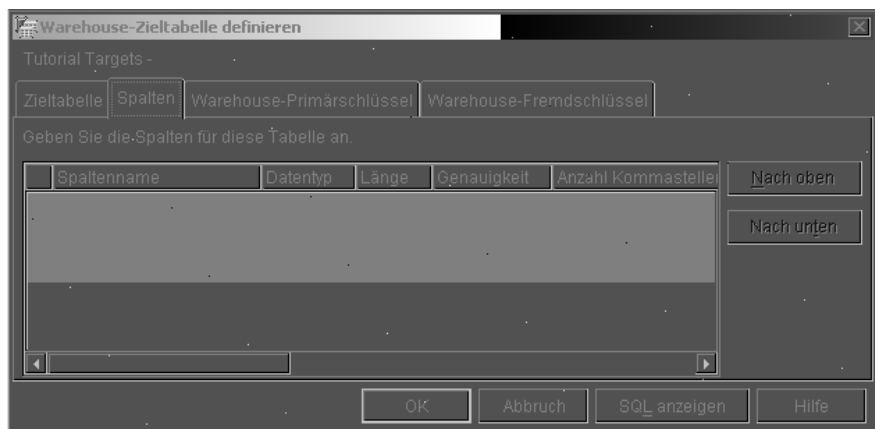 Warehouse-Zieltabelle definieren
Tutorial Targets -
Zieltabelle Spalten Warehouse-Primärschlüssel Warehouse-Fremdschlüssel
Geben Sie die Spalten für diese Tabelle an.
Spaltenname Datentyp Länge Genauigkeit Anzahl Kommasteller
Nach oben
Nach unten
OK Abbruch SQL anzeigen Hilfe